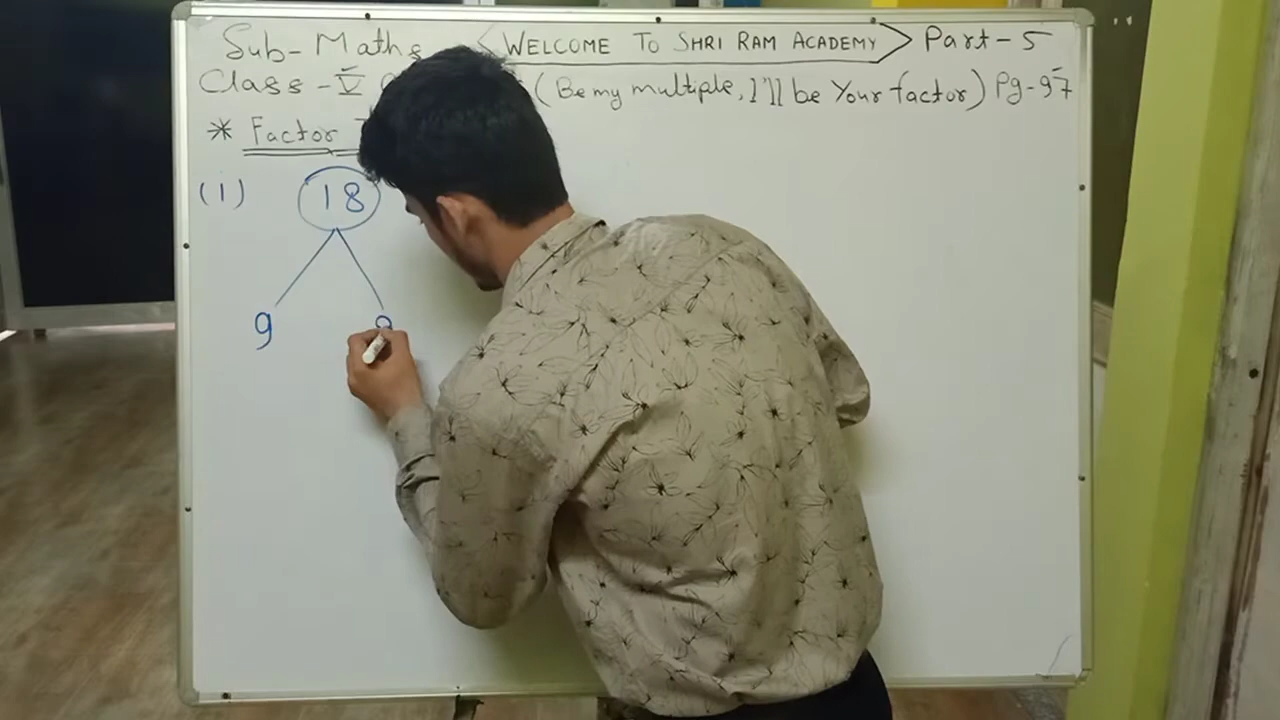 Sub- Maths WELCOME TO SHRI RAM ACADEMY Part-5
Class - V (Be my multiple, I'll be Your factor) Pg-97
* Factor
(1) 18
9